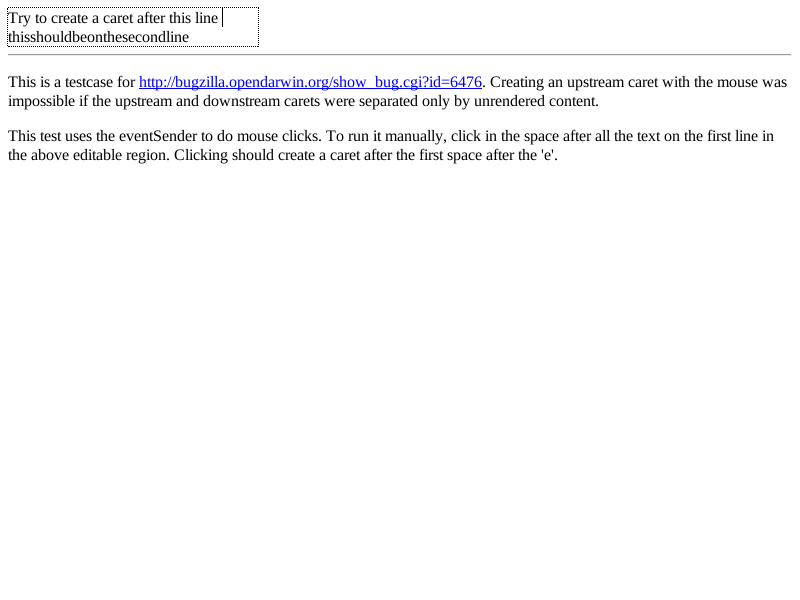 Try to create a caret after this line
thisshouldbeonthesecondline
This is a testcase for http://bugzilla.opendarwin.org/show_bug.cgi?id=6476. Creating an upstream caret with the mouse was
impossible if the upstream and downstream carets were separated only by unrendered content.
This test uses the eventSender to do mouse clicks. To run it manually, click in the space after all the text on the first line in
the above editable region. Clicking should create a caret after the first space after the 'e'.